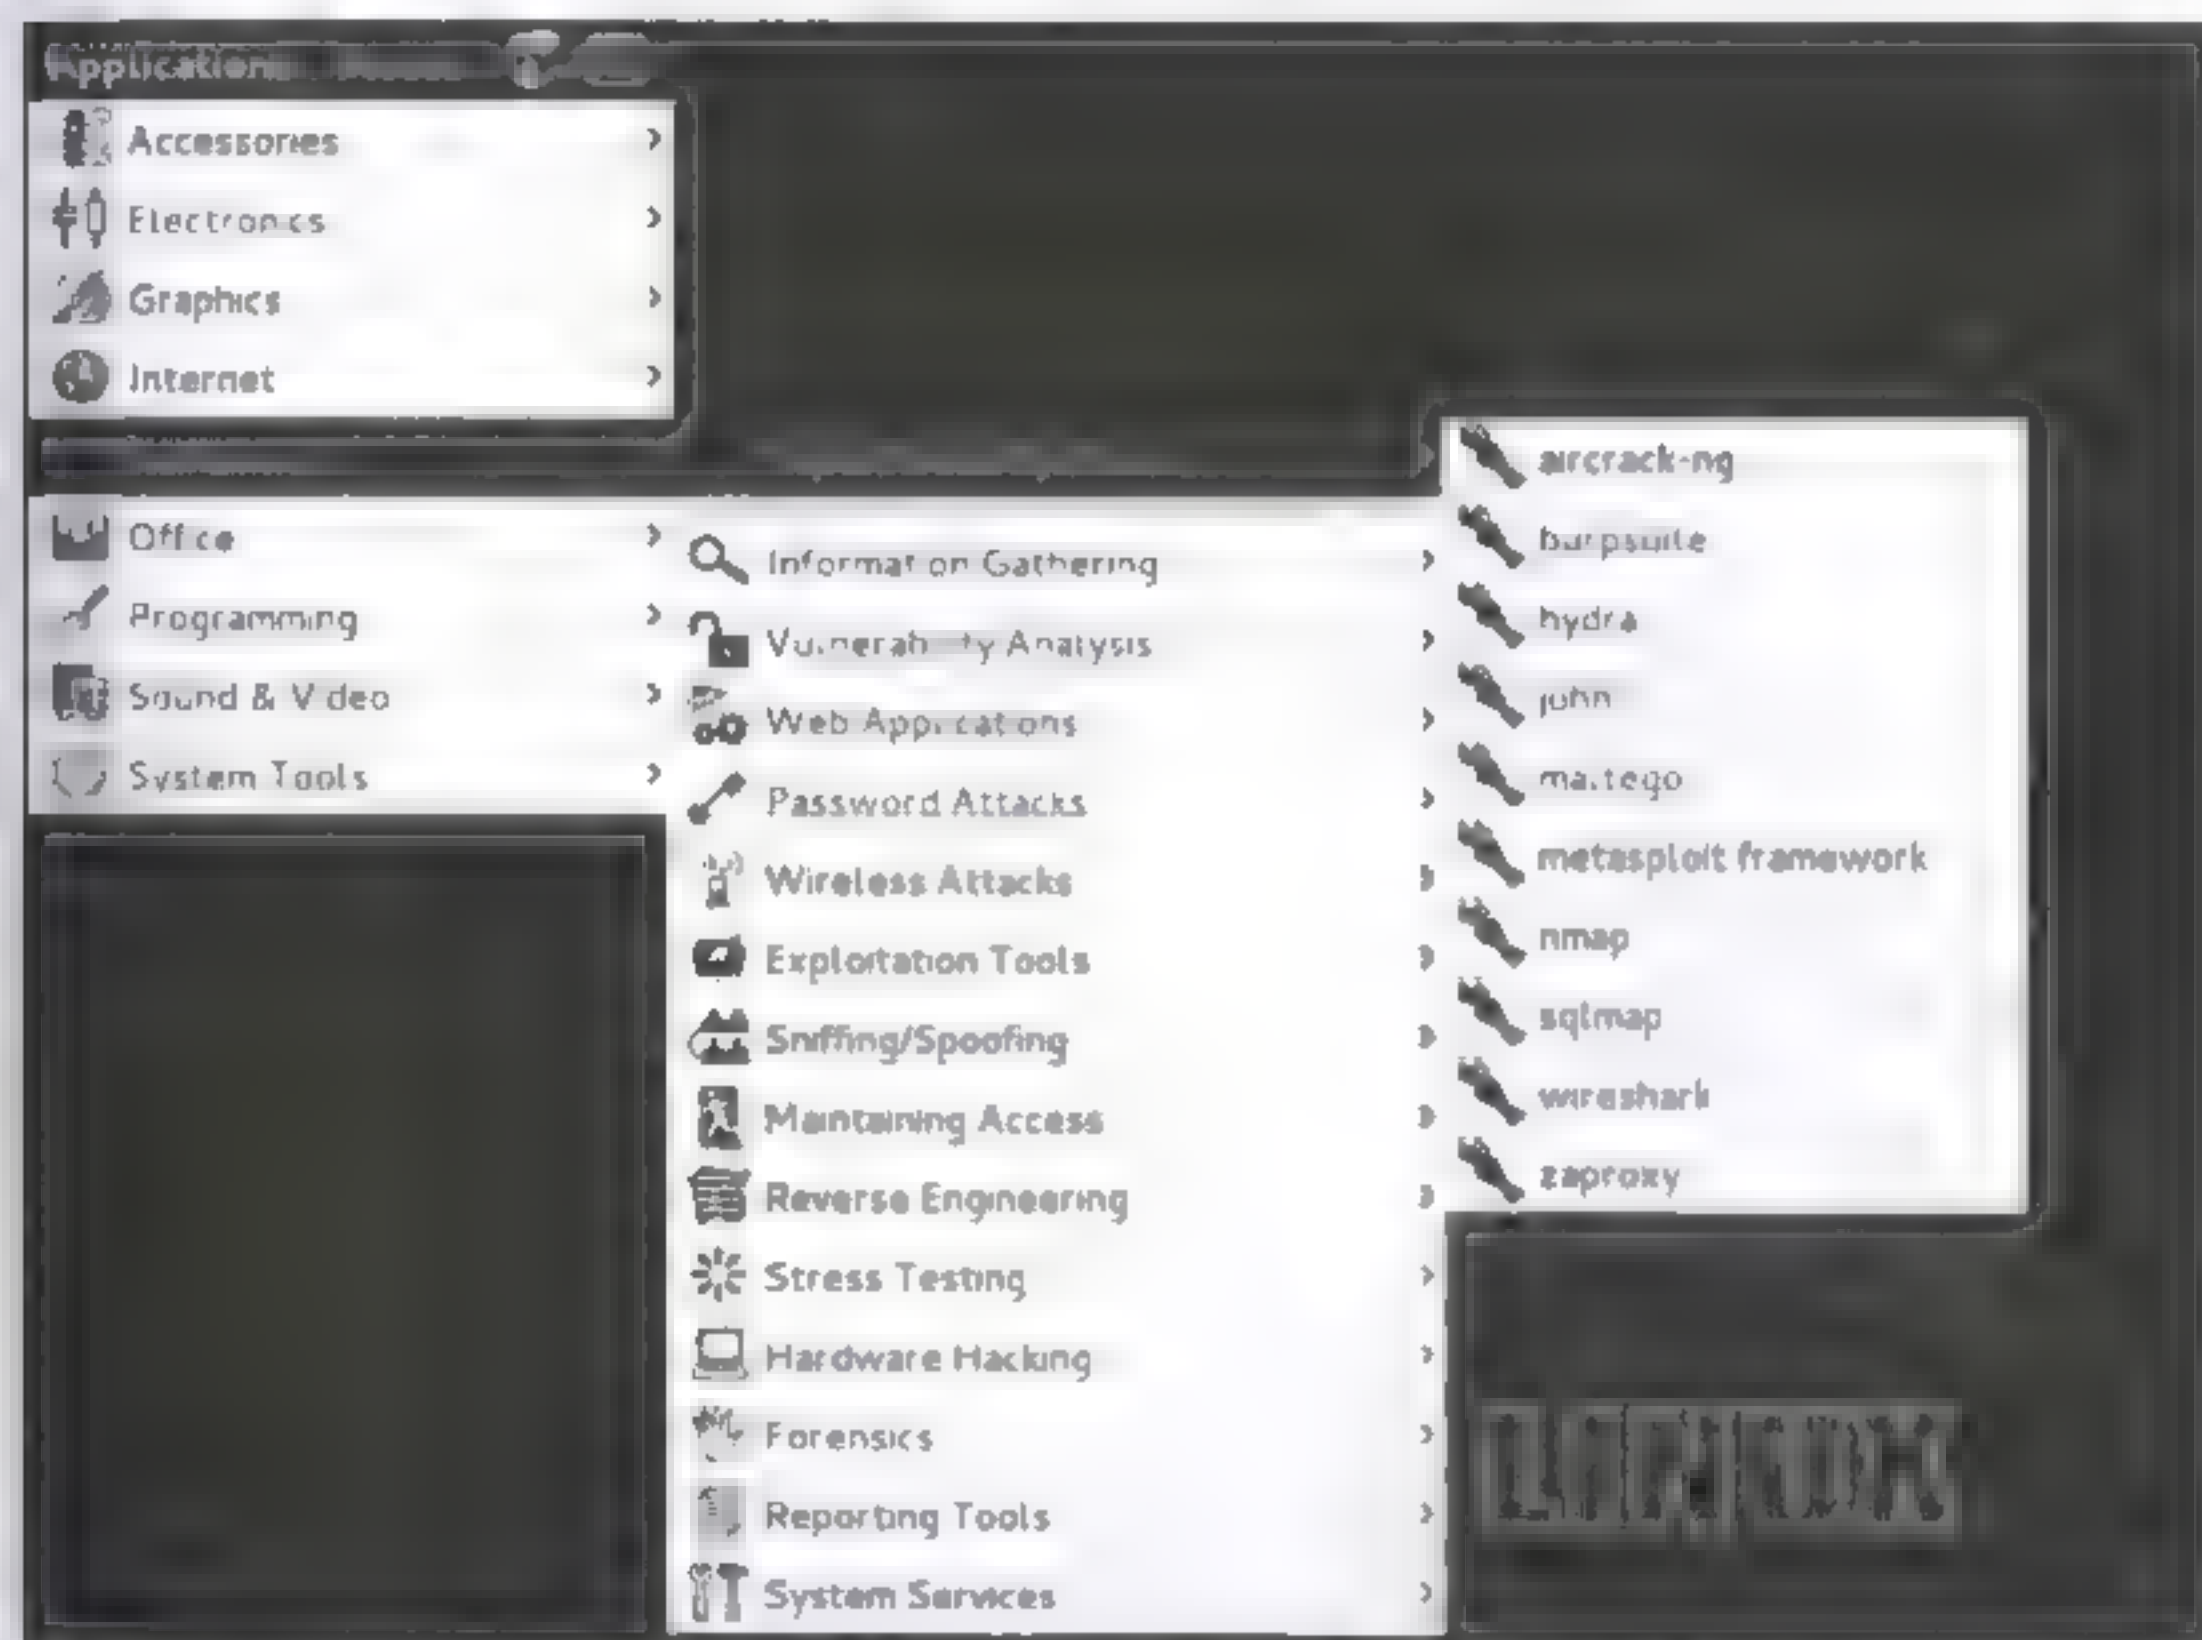 Application
Accessories
Electronics
Graphics
Internet
Office
Programming
Sound & Video
System Tools
Information Gathering
Vulnerability Analysis
Web Applications
Password Attacks
Wireless Attacks
Exploitation Tools
Sniffing/Spoofing
Maintaining Access
Reverse Engineering
Stress Testing
Hardware Hacking
Forensics
Reporting Tools
System Services
aircrack-ng
burpsuite
hydra
john
maltego
metasploit framework
nmap
sqlmap
wireshark
zaproxy
LINUX